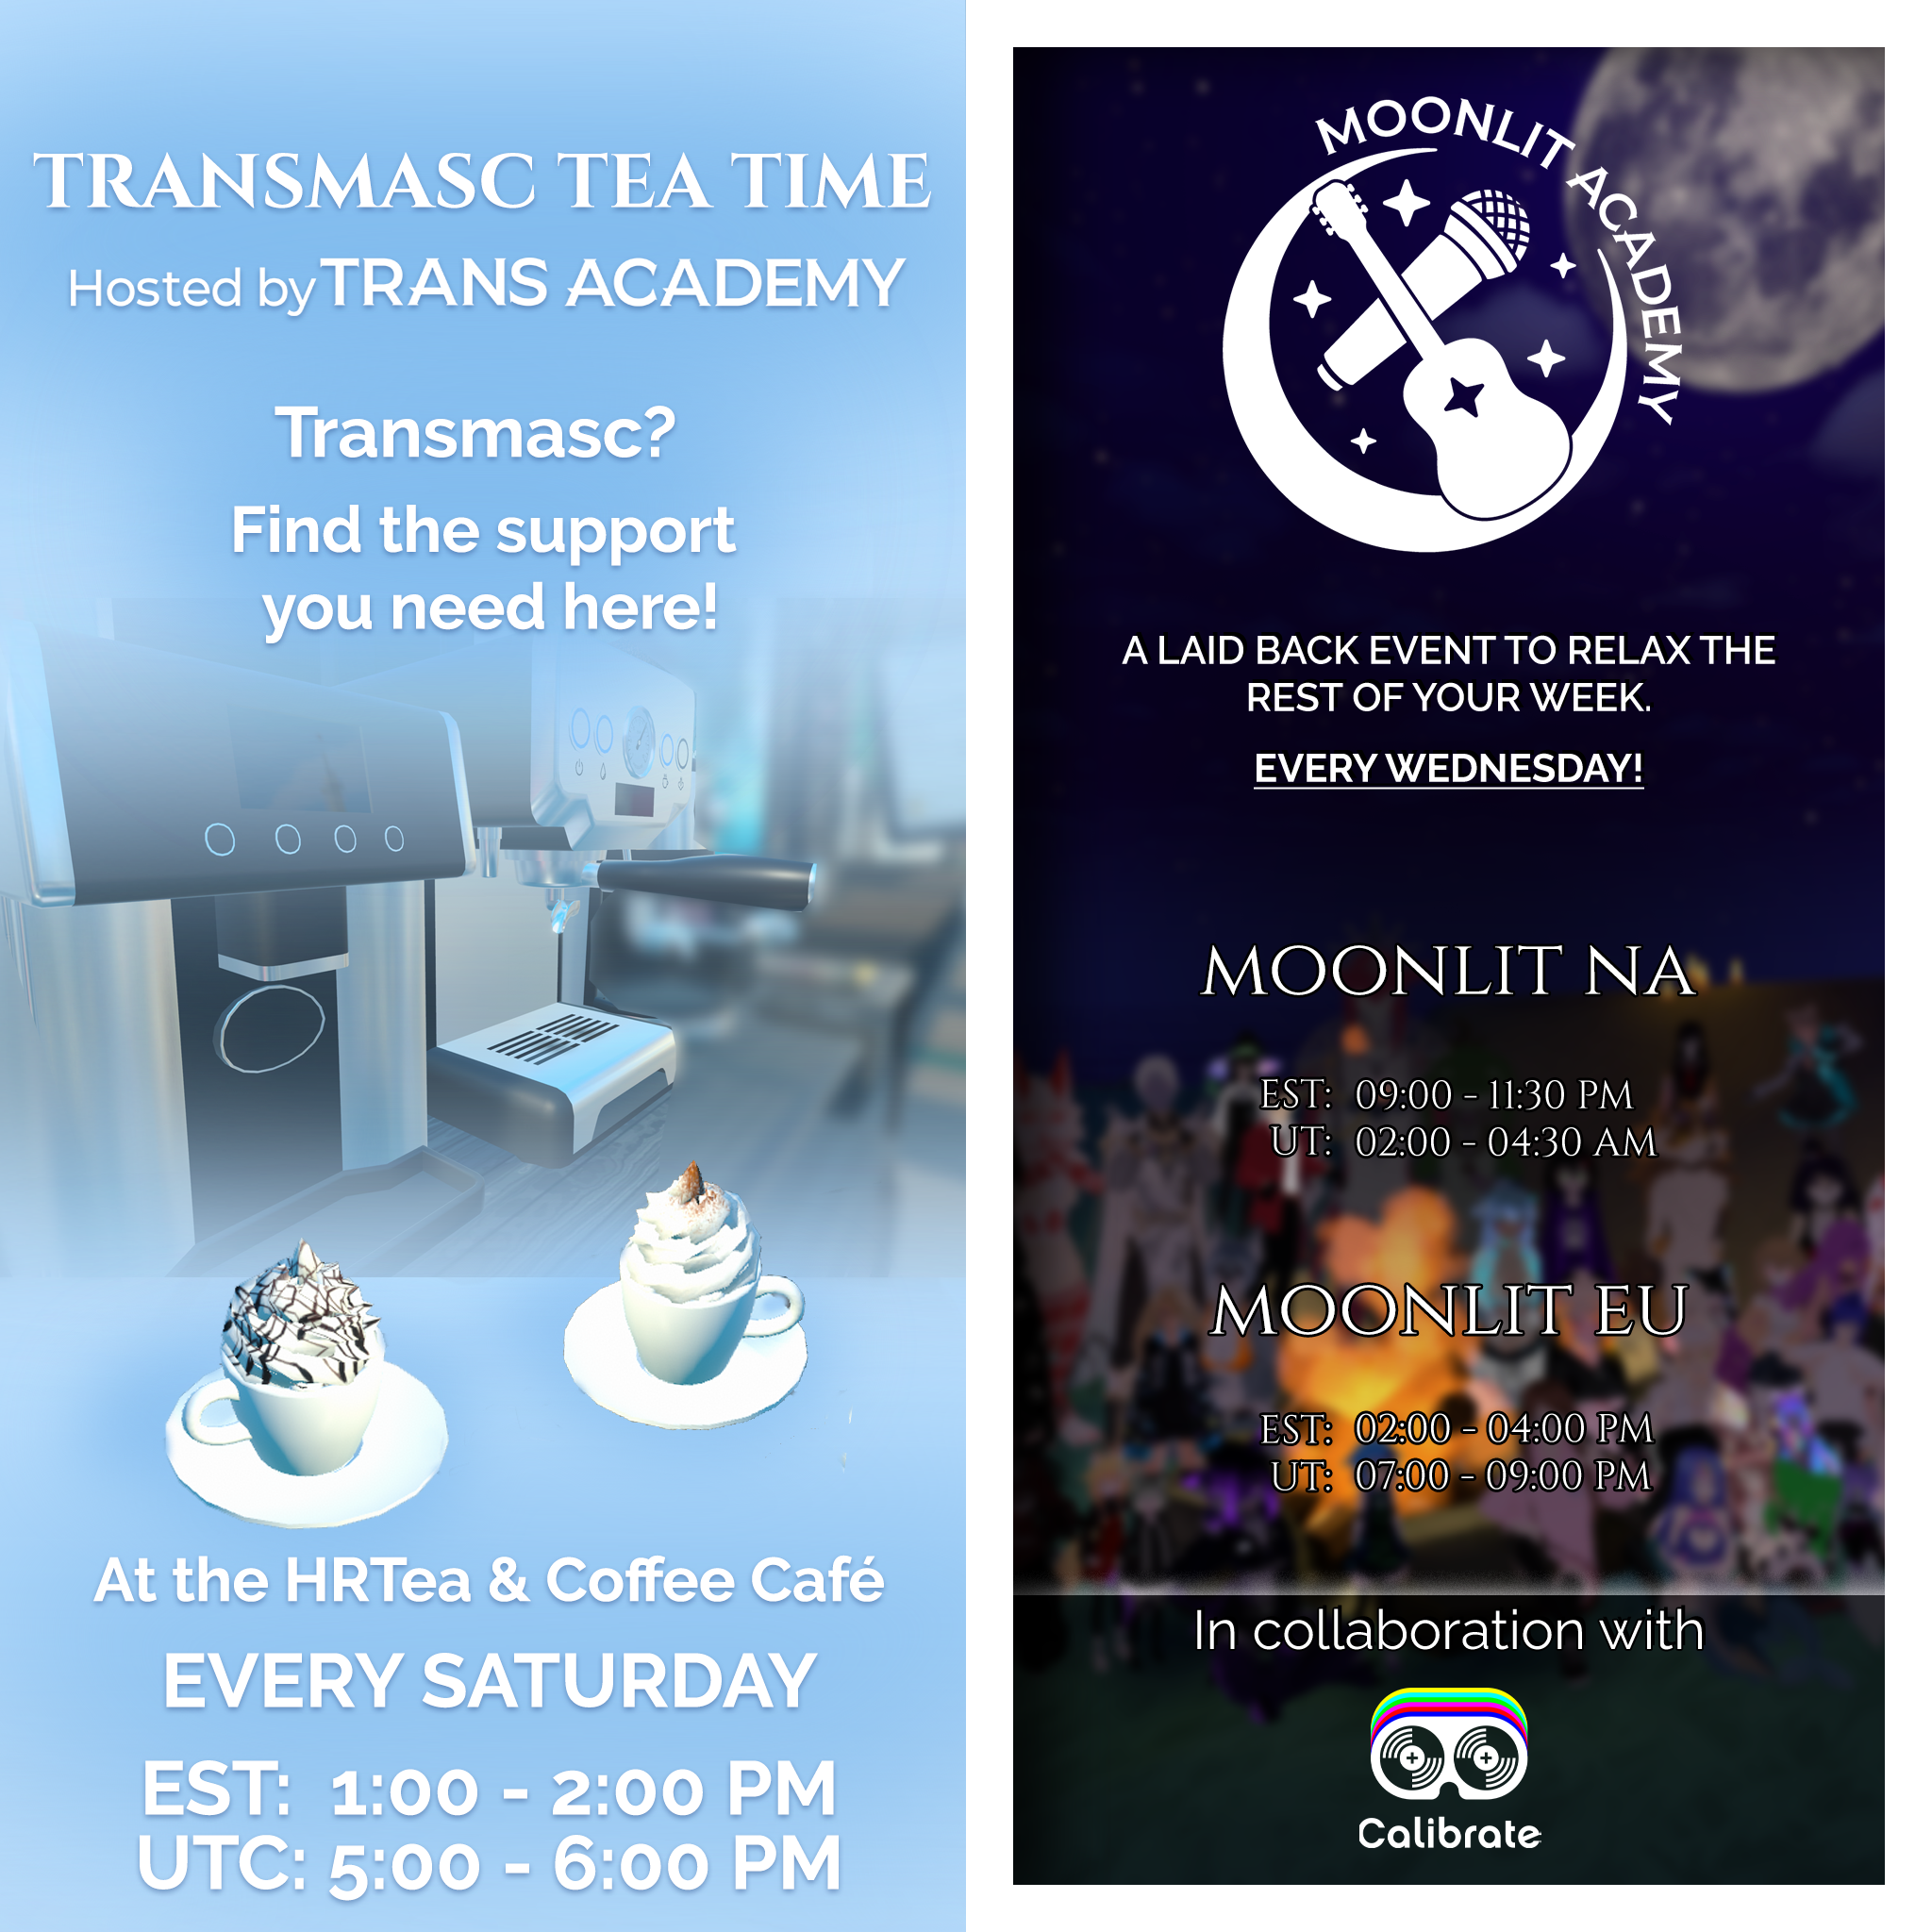 TRANSMASC TEA TIME
Hosted by TRANS ACADEMY
Transmasc?
Find the support
you need here!
At the HRTea & Coffee Café
EVERY SATURDAY
EST: 1:00 - 2:00 PM
UTC: 5:00 - 6:00 PM
MOONLIT ACADEMY
A LAID BACK EVENT TO RELAX THE
REST OF YOUR WEEK.
EVERY WEDNESDAY!
MOONLIT NA
EST: 09:00 - 11:30 PM
UT: 02:00 - 04:30 AM
MOONLIT EU
EST: 02:00 - 04:00 PM
UT: 07:00 - 09:00 PM
In collaboration with
Calibrate